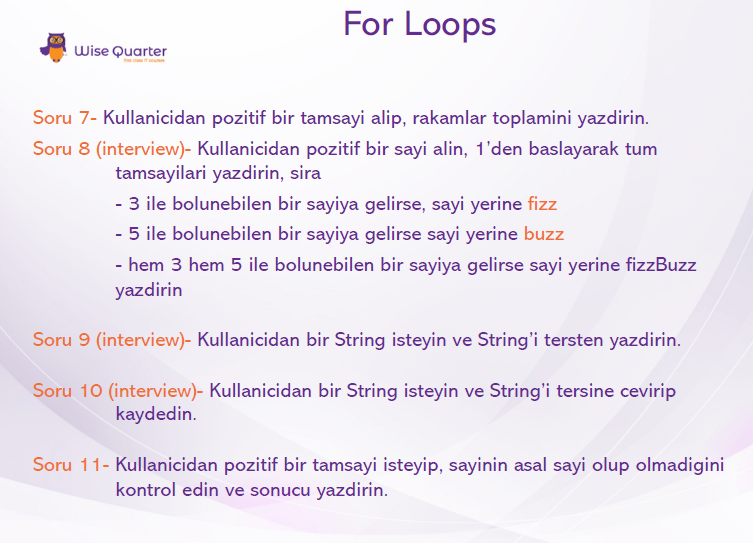 For Loops
Wise Quarter
Soru 7- Kullanicidan pozitif bir tamsayi alip, rakamlar toplamini yazdirin.
Soru 8 (interview)- Kullanicidan pozitif bir sayi alin, 1'den baslayarak tum
tamsayilari yazdirin, sira
- 3 ile bolunebilen bir sayiya gelirse, sayi yerine fizz
- 5 ile bolunebilen bir sayiya gelirse sayi yerine buzz
- hem 3 hem 5 ile bolunebilen bir sayiya gelirse sayi yerine fizzBuzz
yazdirin
Soru 9 (interview)- Kullanicidan bir String isteyin ve String'i tersten yazdirin.
Soru 10 (interview)- Kullanicidan bir String isteyin ve String'i tersine cevirip
kaydedin.
Soru 11- Kullanicidan pozitif bir tamsayi isteyip, sayinin asal sayi olup olmadigini
kontrol edin ve sonucu yazdirin.